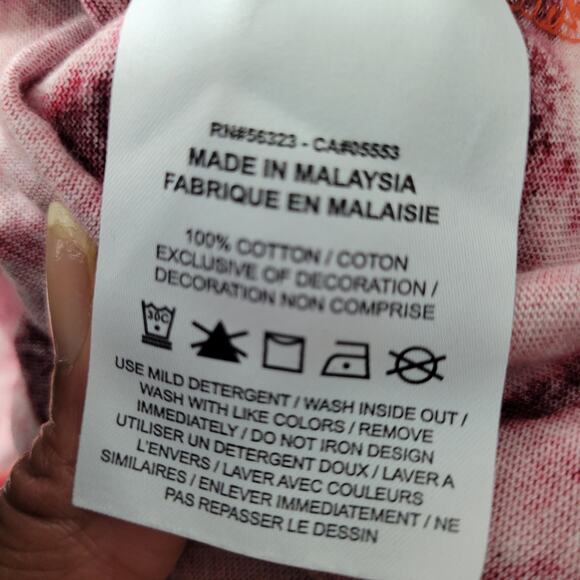 RN#56323 - CA#05553
MADE IN MALAYSIA
FABRIQUE EN MALAISIE
100% COTTON / COTON
EXCLUSIVE OF DECORATION /
DECORATION NON COMPRISE
30C
USE MILD DETERGENT / WASH INSIDE OUT /
WASH WITH LIKE COLORS / REMOVE
IMMEDIATELY / DO NOT IRON DESIGN
UTILISER UN DETERGENT DOUX / LAVER A
L'ENVERS / LAVER AVEC COULEURS
SIMILAIRES / ENLEVER IMMEDIATEMENT / NE
PAS REPASSER LE DESSIN